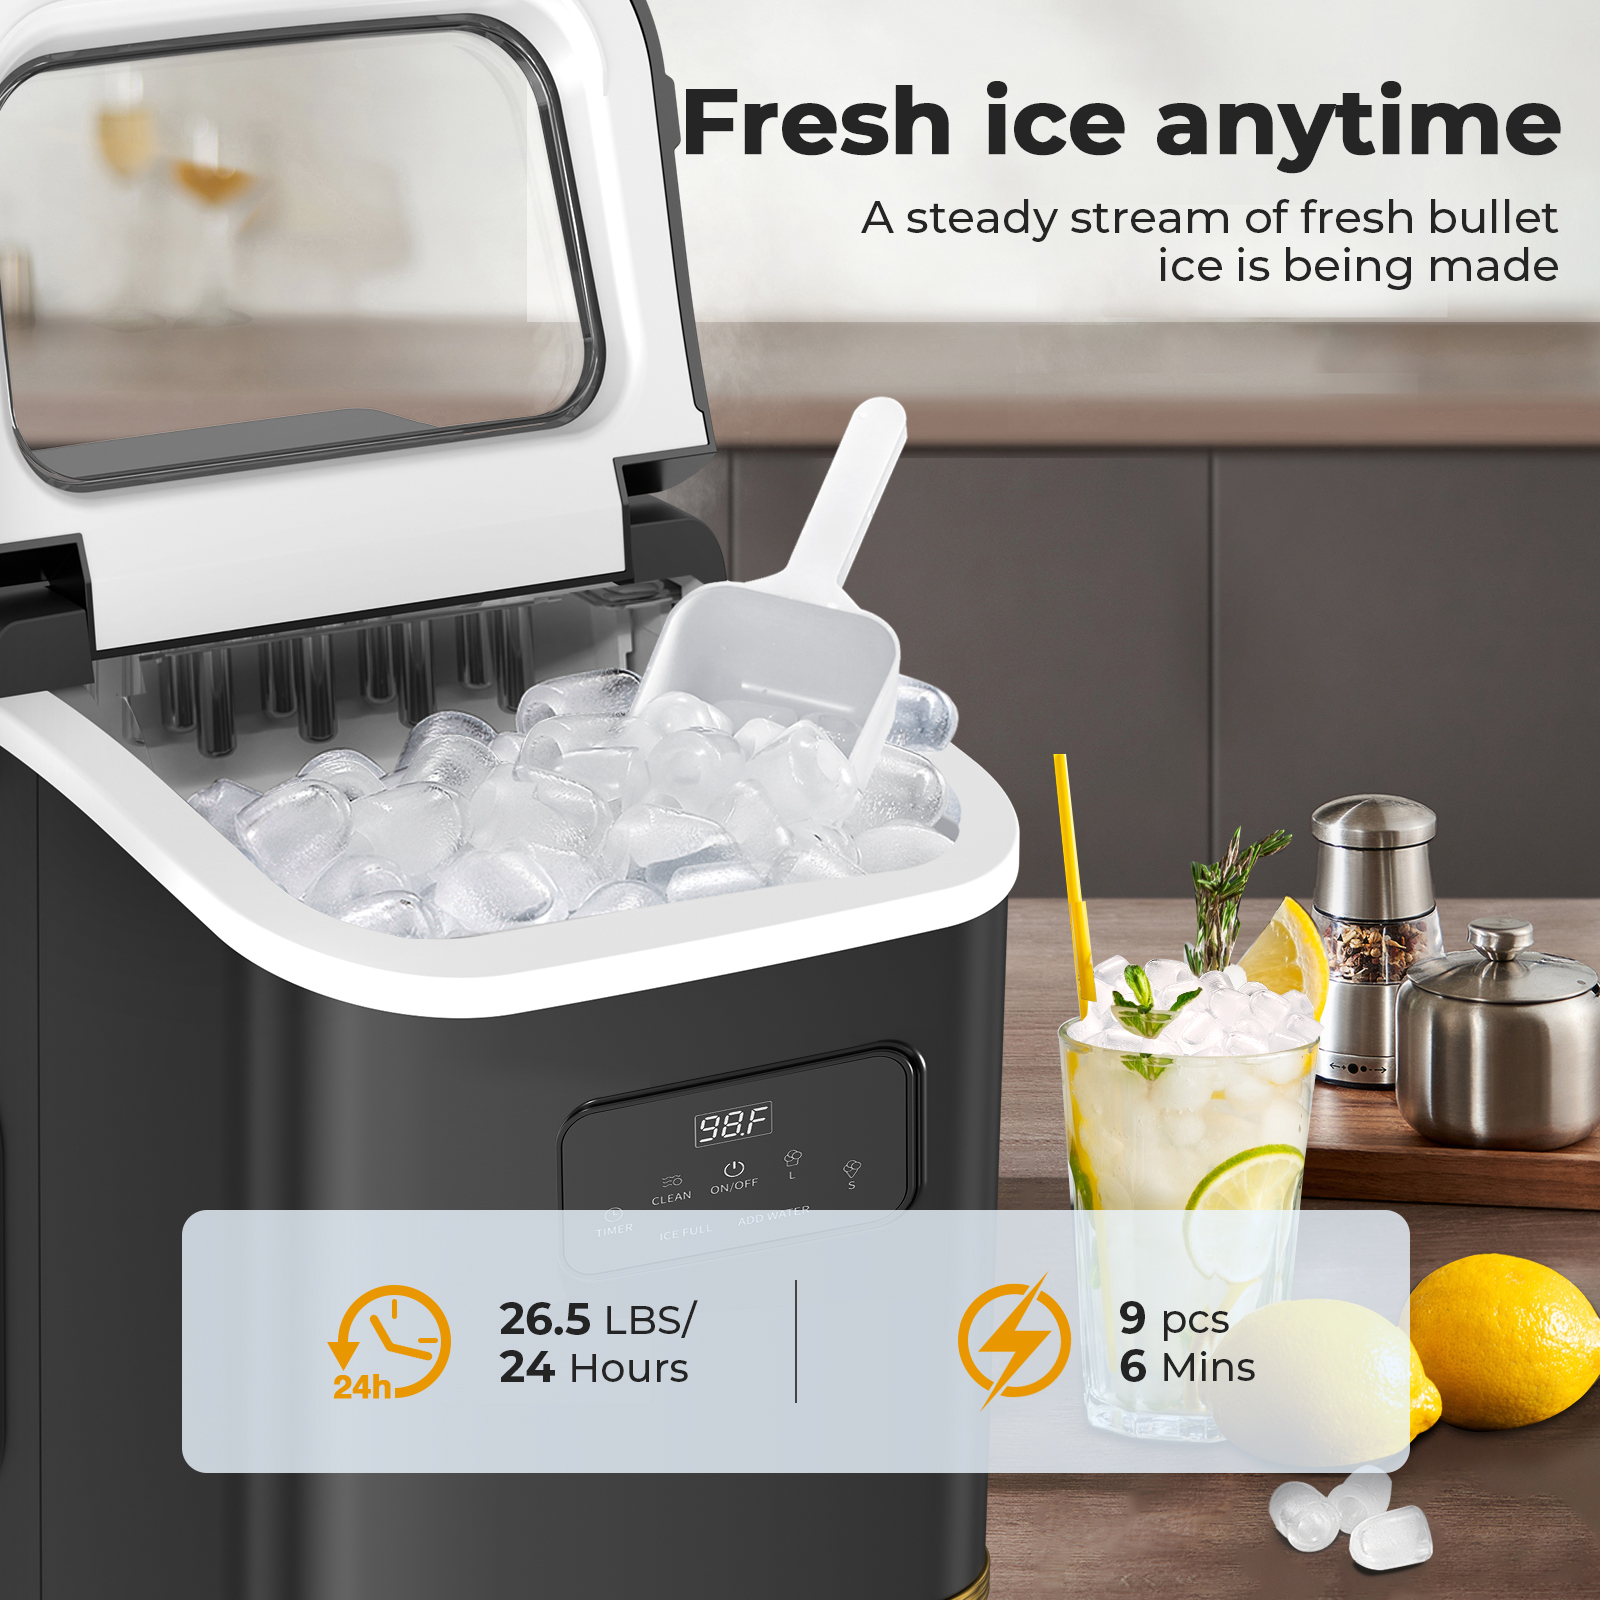 Fresh ice anytime
A steady stream of fresh bullet
ice is being made
98.F
CLEAN
ON/OFF
L
S
TIMER
ICE FULL
ADD WATER
26.5 LBS/
24 Hours
24h
9 pcs
6 Mins